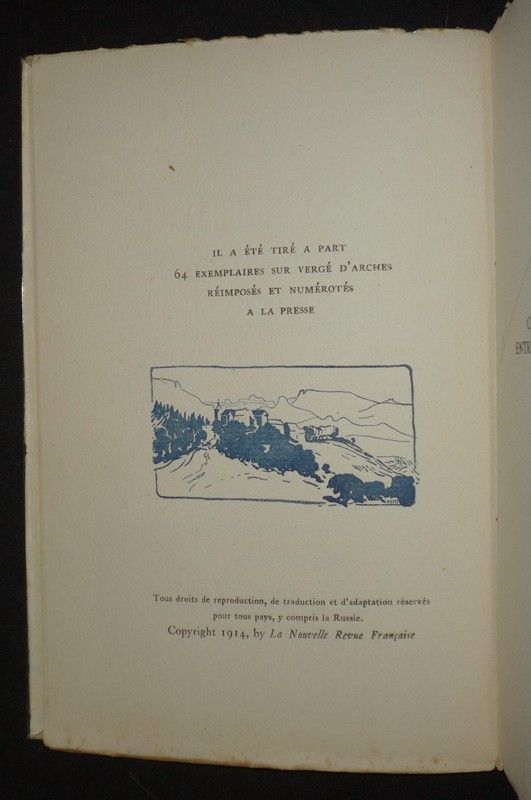 IL A ÉTÉ TIRÉ A PART
64 EXEMPLAIRES SUR VERGÉ D'ARCHES
RÉIMPOSÉS ET NUMÉROTÉS
A LA PRESSE
Tous droits de reproduction, de traduction et d'adaptation réservés
pour tous pays, y compris la Russie.
Copyright 1914, by La Nouvelle Revue Française